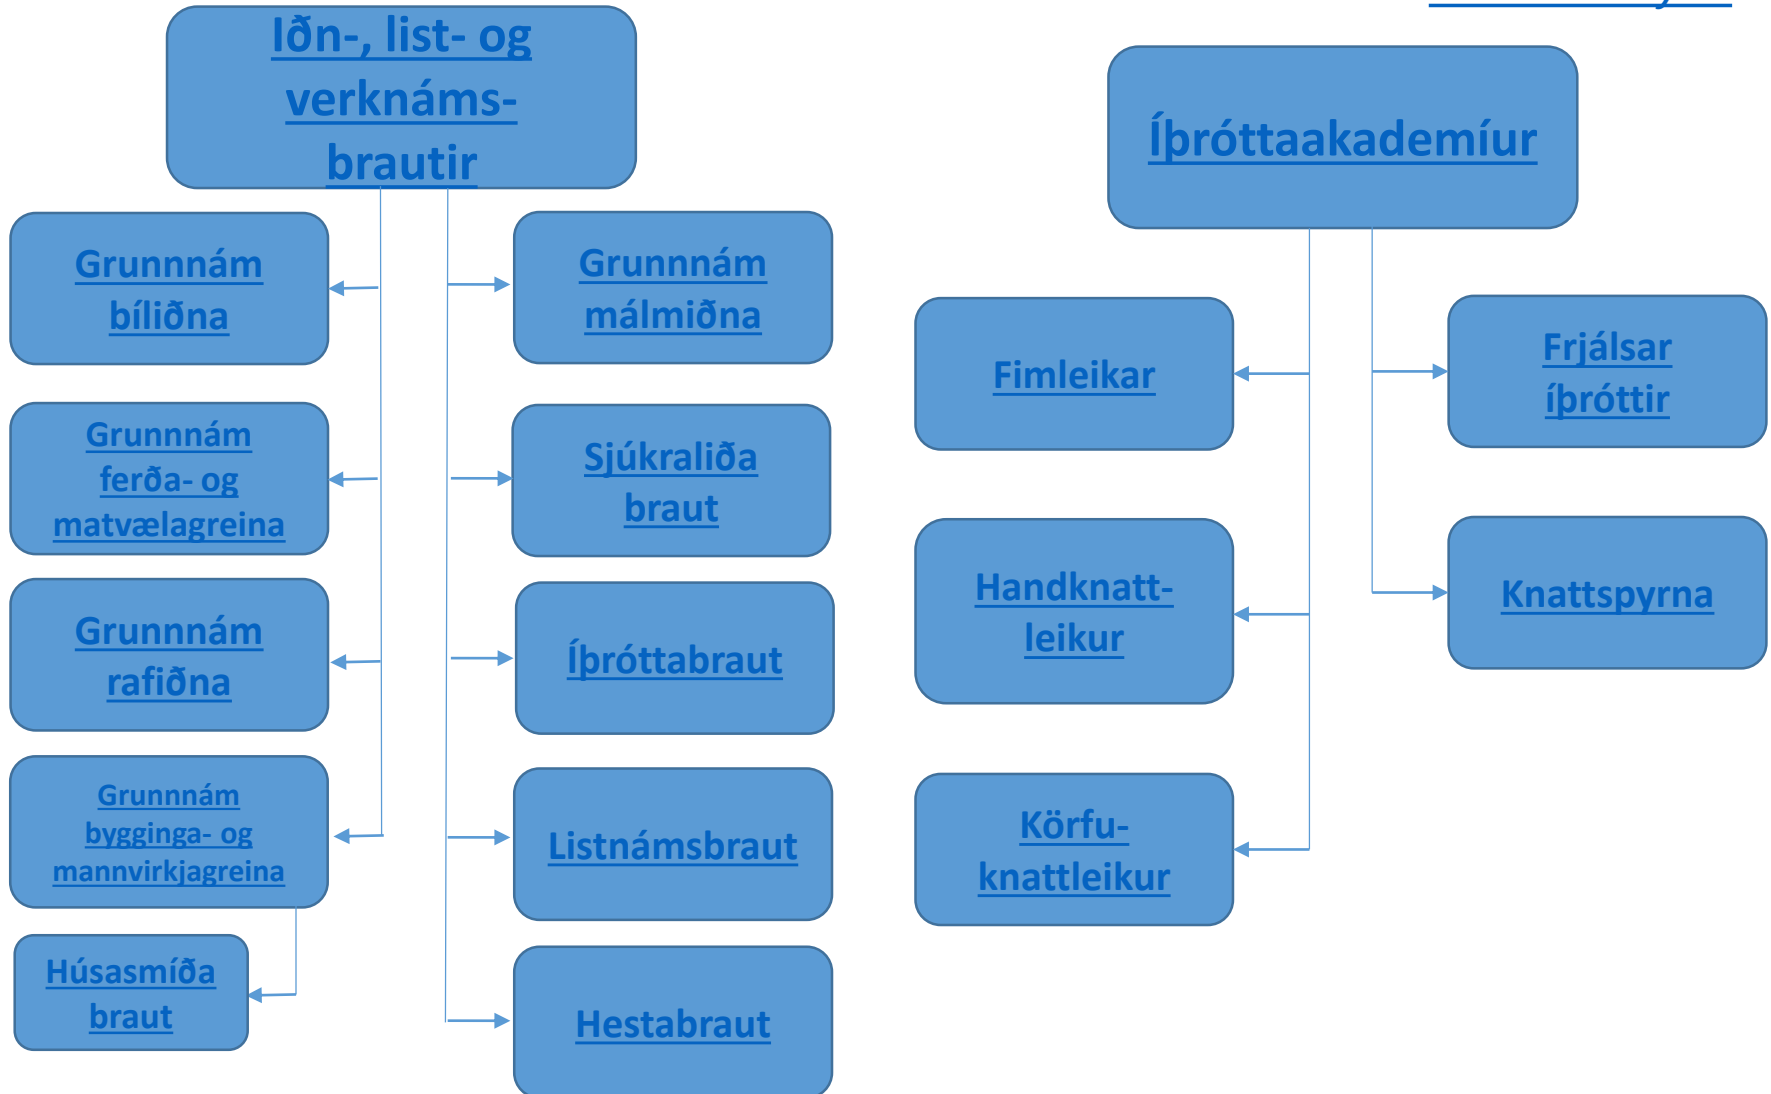 Iðn-, list- og
verknáms-
brautir
Grunnnám
bíliðna
Grunnnám
málmiðna
Grunnnám
ferða- og
matvælagreina
Sjúkraliða
braut
Grunnnám
rafiðna
Íþróttabraut
Grunnnám
bygginga- og
mannvirkjagreina
Listnámsbraut
Húsasmíða
braut
Hestabraut
Íþróttaakademíur
Fimleikar
Frjálsar
íþróttir
Handknatt-
leikur
Knattspyrna
Körfu-
knattleikur